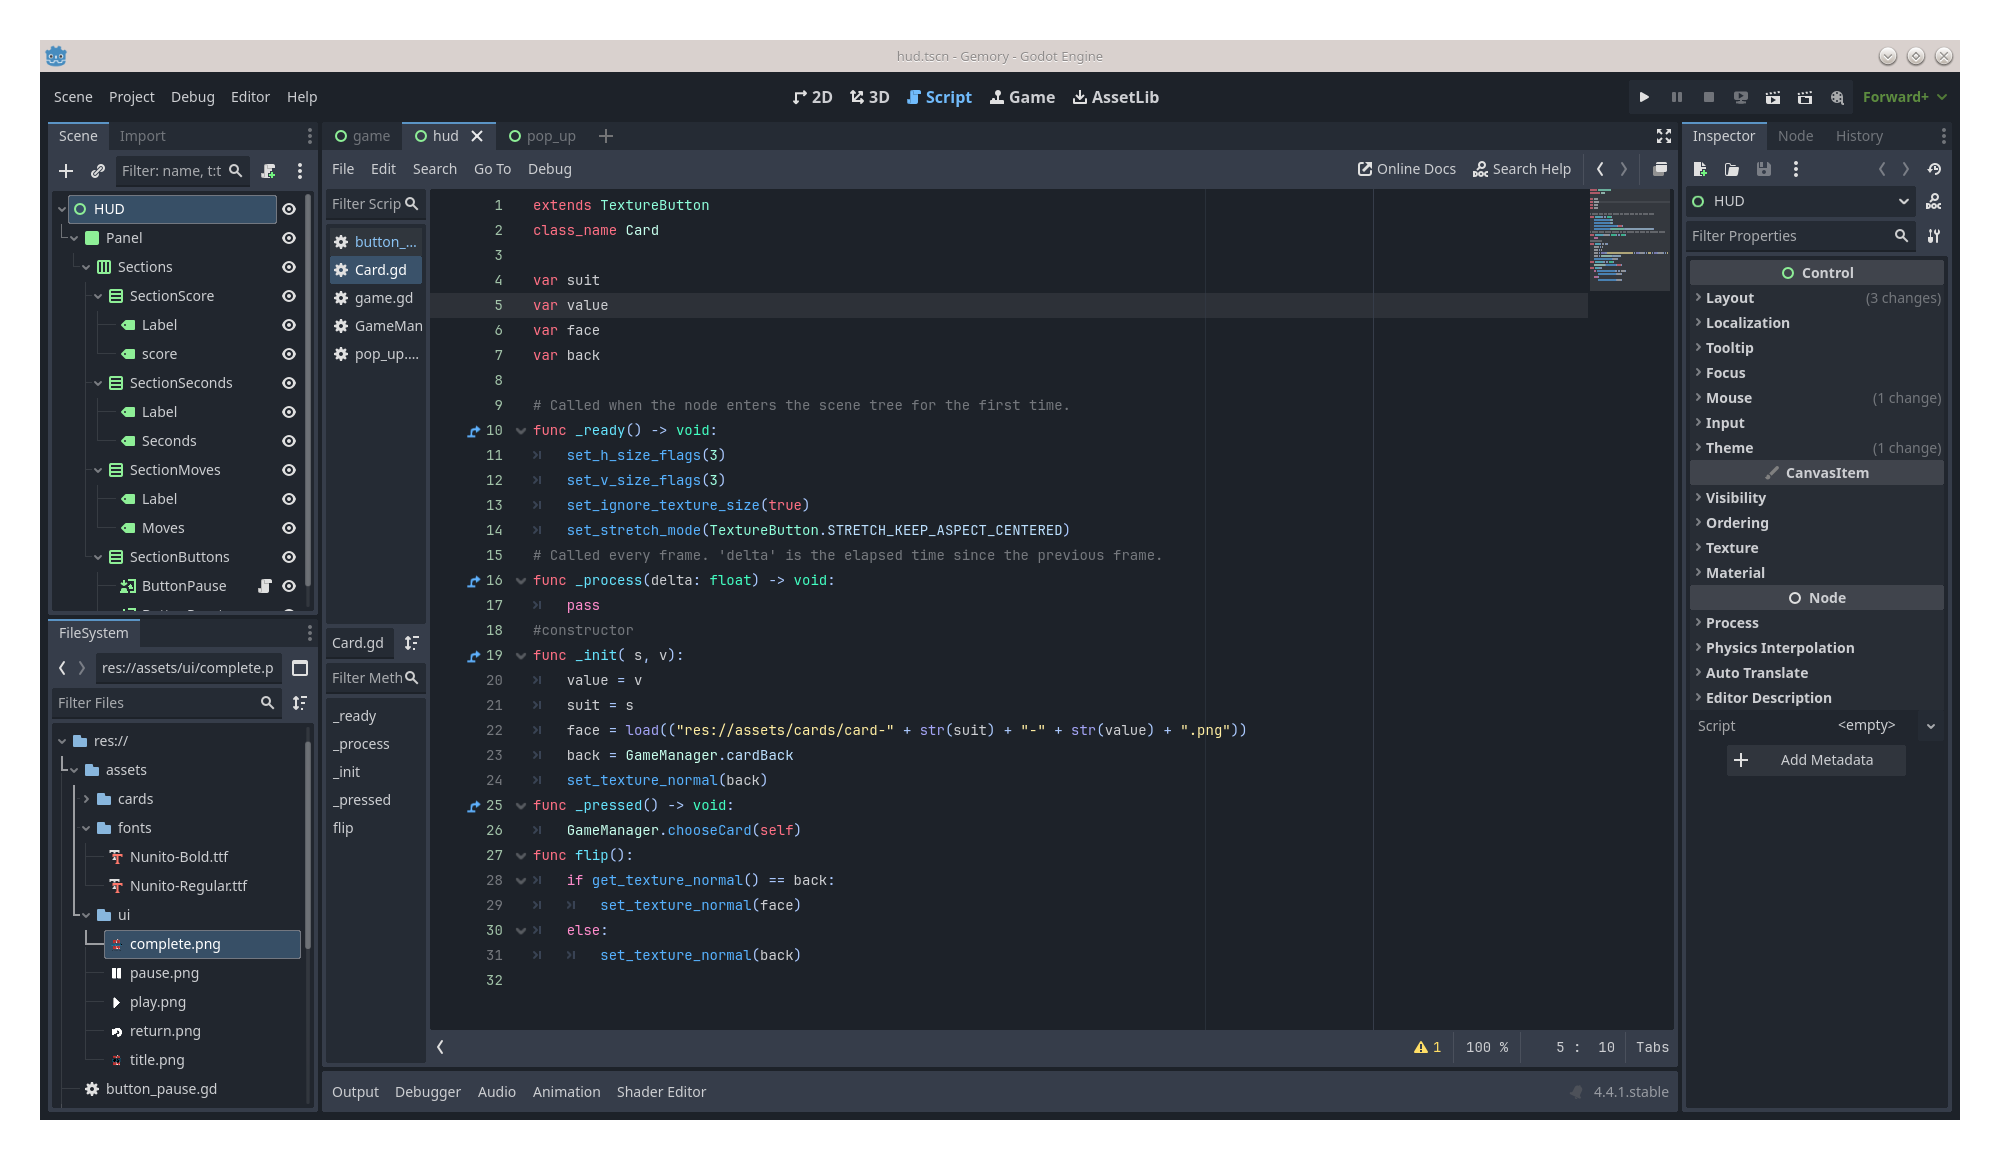 hud.tscn - Gemory - Godot Engine
Scene Project Debug Editor Help
2D 3D Script Game AssetLib
Forward+
Scene Import
Filter: name, t:t
HUD
Panel
Sections
SectionScore
Label
score
SectionSeconds
Label
Seconds
SectionMoves
Label
Moves
SectionButtons
ButtonPause
FileSystem
res://assets/ui/complete.p
Filter Files
res://
assets
cards
fonts
Nunito-Bold.ttf
Nunito-Regular.ttf
ui
complete.png
pause.png
play.png
return.png
title.png
button_pause.gd
game hud pop_up
File Edit Search Go To Debug
Online Docs Search Help
Filter Scrip
button_...
Card.gd
game.gd
GameMan
pop_up....
Card.gd
Filter Meth
_ready
_process
_init
_pressed
flip
1 extends TextureButton
2 class_name Card
3
4 var suit
5 var value
6 var face
7 var back
8
9 # Called when the node enters the scene tree for the first time.
10 func _ready() -> void:
11 set_h_size_flags(3)
12 set_v_size_flags(3)
13 set_ignore_texture_size(true)
14 set_stretch_mode(TextureButton.STRETCH_KEEP_ASPECT_CENTERED)
15 # Called every frame. 'delta' is the elapsed time since the previous frame.
16 func _process(delta: float) -> void:
17 pass
18 #constructor
19 func _init( s, v):
20 value = v
21 suit = s
22 face = load(("res://assets/cards/card-" + str(suit) + "-" + str(value) + ".png"))
23 back = GameManager.cardBack
24 set_texture_normal(back)
25 func _pressed() -> void:
26 GameManager.chooseCard(self)
27 func flip():
28 if get_texture_normal() == back:
29 set_texture_normal(face)
30 else:
31 set_texture_normal(back)
32
1 100 % 5 : 10 Tabs
Output Debugger Audio Animation Shader Editor
4.4.1.stable
Inspector Node History
HUD
Filter Properties
Control
Layout (3 changes)
Localization
Tooltip
Focus
Mouse (1 change)
Input
Theme (1 change)
CanvasItem
Visibility
Ordering
Texture
Material
Node
Process
Physics Interpolation
Auto Translate
Editor Description
Script <empty>
Add Metadata